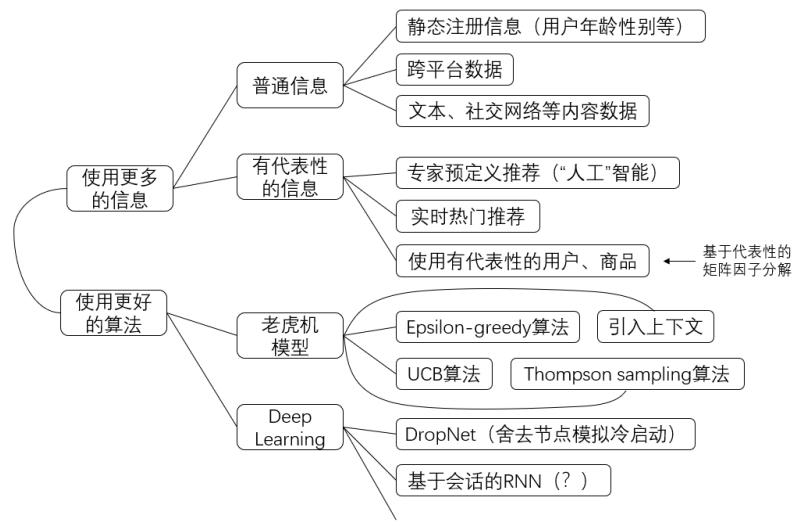 静态注册信息（用户年龄性别等）
普通信息
跨平台数据
文本、社交网络等内容数据
使用更多
的信息
有代表性
的信息
专家预定义推荐（“人工”智能）
实时热门推荐
使用有代表性的用户、商品
基于代表性的
矩阵因子分解
使用更好
的算法
老虎机
模型
Epsilon-greedy算法
引入上下文
UCB算法
Thompson sampling算法
Deep
Learning
DropNet（舍去节点模拟冷启动）
基于会话的RNN（？）